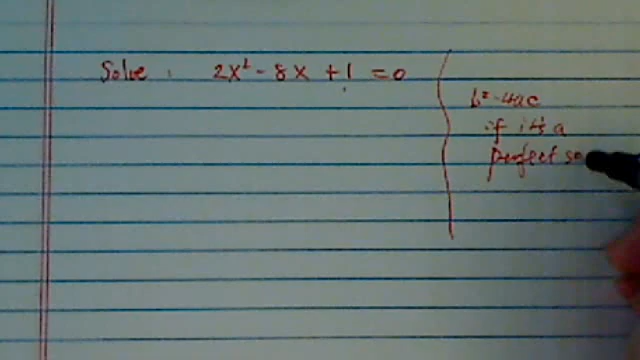 Solve : 2x² - 8x + 1 = 0
b² - 4ac
if it's a
perfect